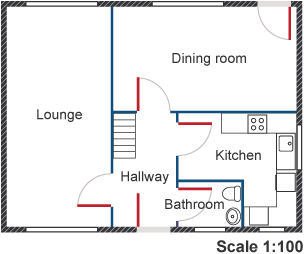 Dining room
Lounge
Kitchen
Hallway
Bathroom
Scale 1:100